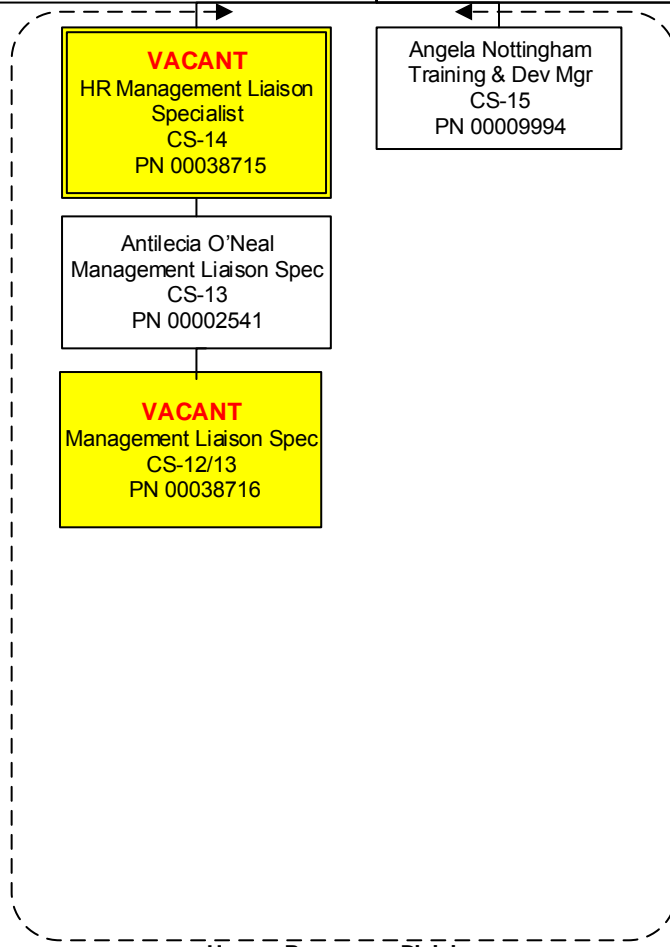 VACANT
HR Management Liaison
Specialist
CS-14
PN 00038715
Angela Nottingham
Training & Dev Mgr
CS-15
PN 00009994
Antilecia O'Neal
Management Liaison Spec
CS-13
PN 00002541
VACANT
Management Liaison Spec
CS-12/13
PN 00038716